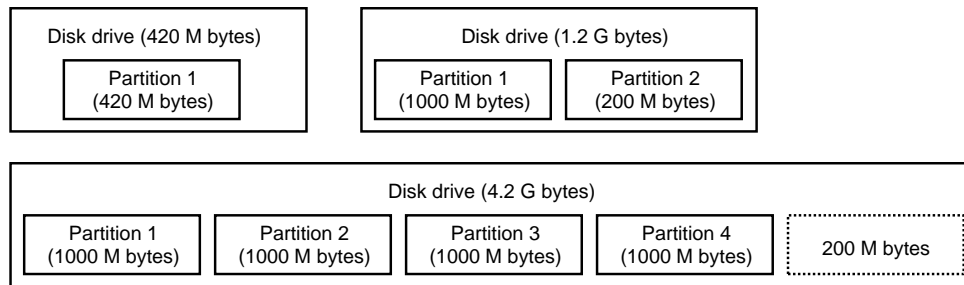 Disk drive (420 M bytes)
Partition 1
(420 M bytes)
Disk drive (1.2 G bytes)
Partition 1
(1000 M bytes)
Partition 2
(200 M bytes)
Disk drive (4.2 G bytes)
Partition 1
(1000 M bytes)
Partition 2
(1000 M bytes)
Partition 3
(1000 M bytes)
Partition 4
(1000 M bytes)
200 M bytes